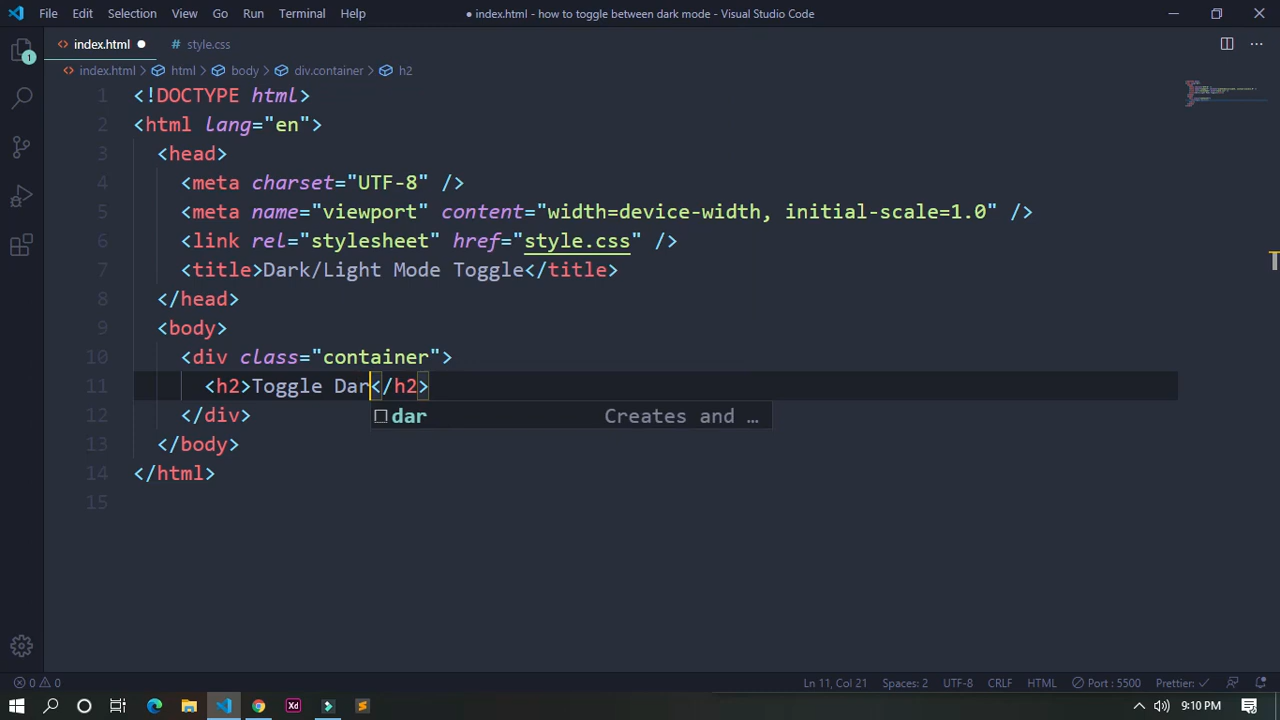 File Edit Selection View Go Run Terminal Help
● index.html - how to toggle between dark mode - Visual Studio Code
index.html ●
# style.css
index.html > html > body > div.container > h2
1 <!DOCTYPE html>
2 <html lang="en">
3 <head>
4 <meta charset="UTF-8" />
5 <meta name="viewport" content="width=device-width, initial-scale=1.0" />
6 <link rel="stylesheet" href="style.css" />
7 <title>Dark/Light Mode Toggle</title>
8 </head>
9 <body>
10 <div class="container">
11 <h2>Toggle Dar</h2>
dar Creates and …
12 </div>
13 </body>
14 </html>
15
1
0 0 Ln 11, Col 21 Spaces: 2 UTF-8 CRLF HTML Port : 5500 Prettier: ✓
Xd
9:10 PM